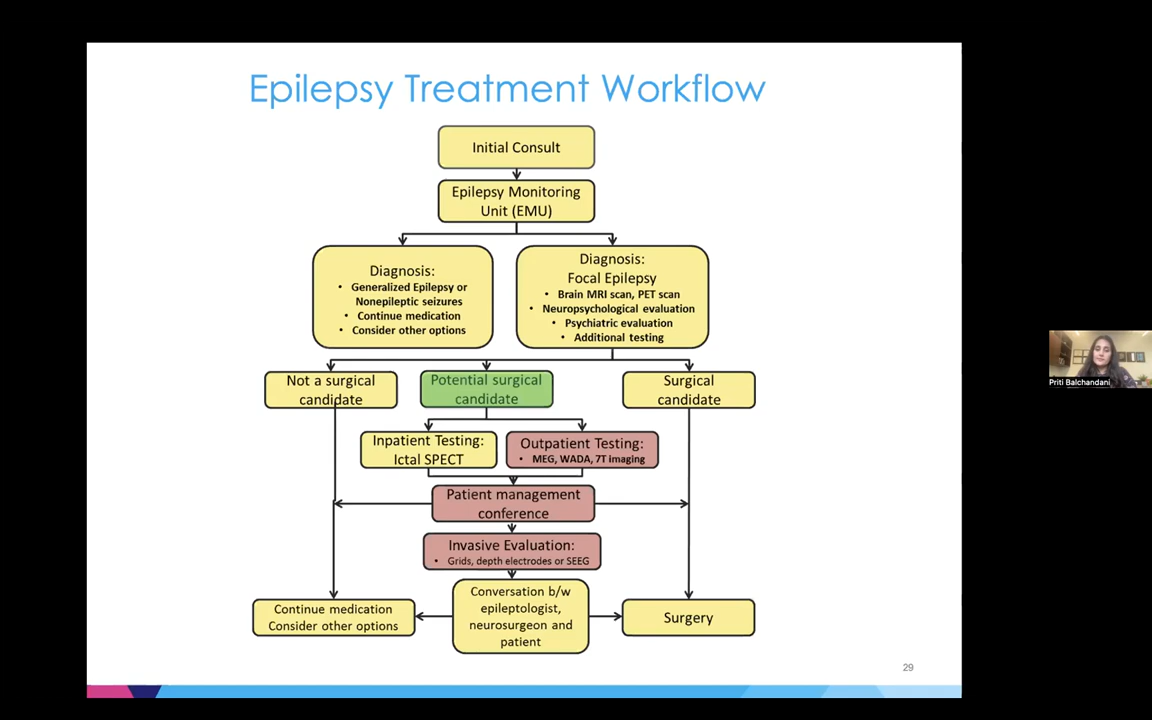 Epilepsy Treatment Workflow
Initial Consult
Epilepsy Monitoring
Unit (EMU)
Diagnosis:
• Generalized Epilepsy or
Nonepileptic seizures
• Continue medication
• Consider other options
Diagnosis:
Focal Epilepsy
• Brain MRI scan, PET scan
• Neuropsychological evaluation
• Psychiatric evaluation
• Additional testing
Not a surgical
candidate
Potential surgical
candidate
Surgical
candidate
Inpatient Testing:
Ictal SPECT
Outpatient Testing:
• MEG, WADA, 7T imaging
Patient management
conference
Invasive Evaluation:
• Grids, depth electrodes or SEEG
Continue medication
Consider other options
Conversation b/w
epileptologist,
neurosurgeon and
patient
Surgery
29
Priti Balchandani